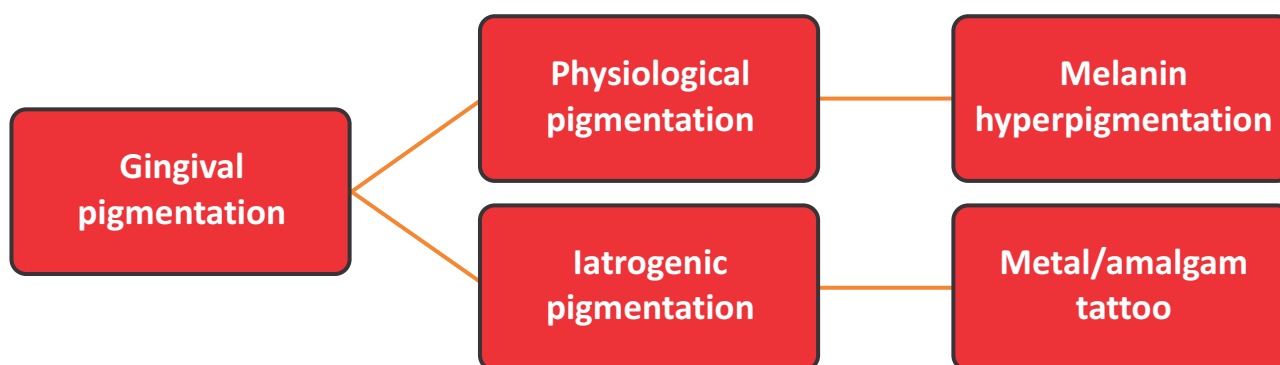 Gingival
pigmentation
Physiological
pigmentation
Melanin
hyperpigmentation
Iatrogenic
pigmentation
Metal/amalgam
tattoo